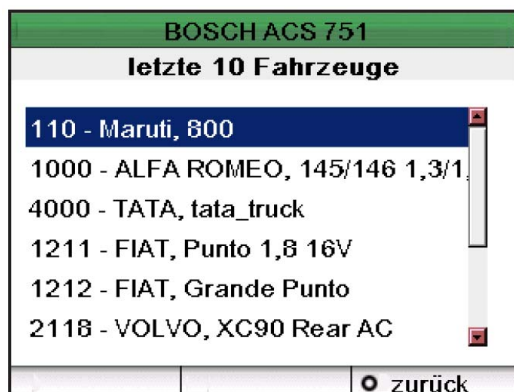 BOSCH ACS 751
letzte 10 Fahrzeuge
110 - Maruti, 800
1000 - ALFA ROMEO, 145/146 1,3/1,
4000 - TATA, tata_truck
1211 - FIAT, Punto 1,8 16V
1212 - FIAT, Grande Punto
2118 - VOLVO, XC90 Rear AC
zurück